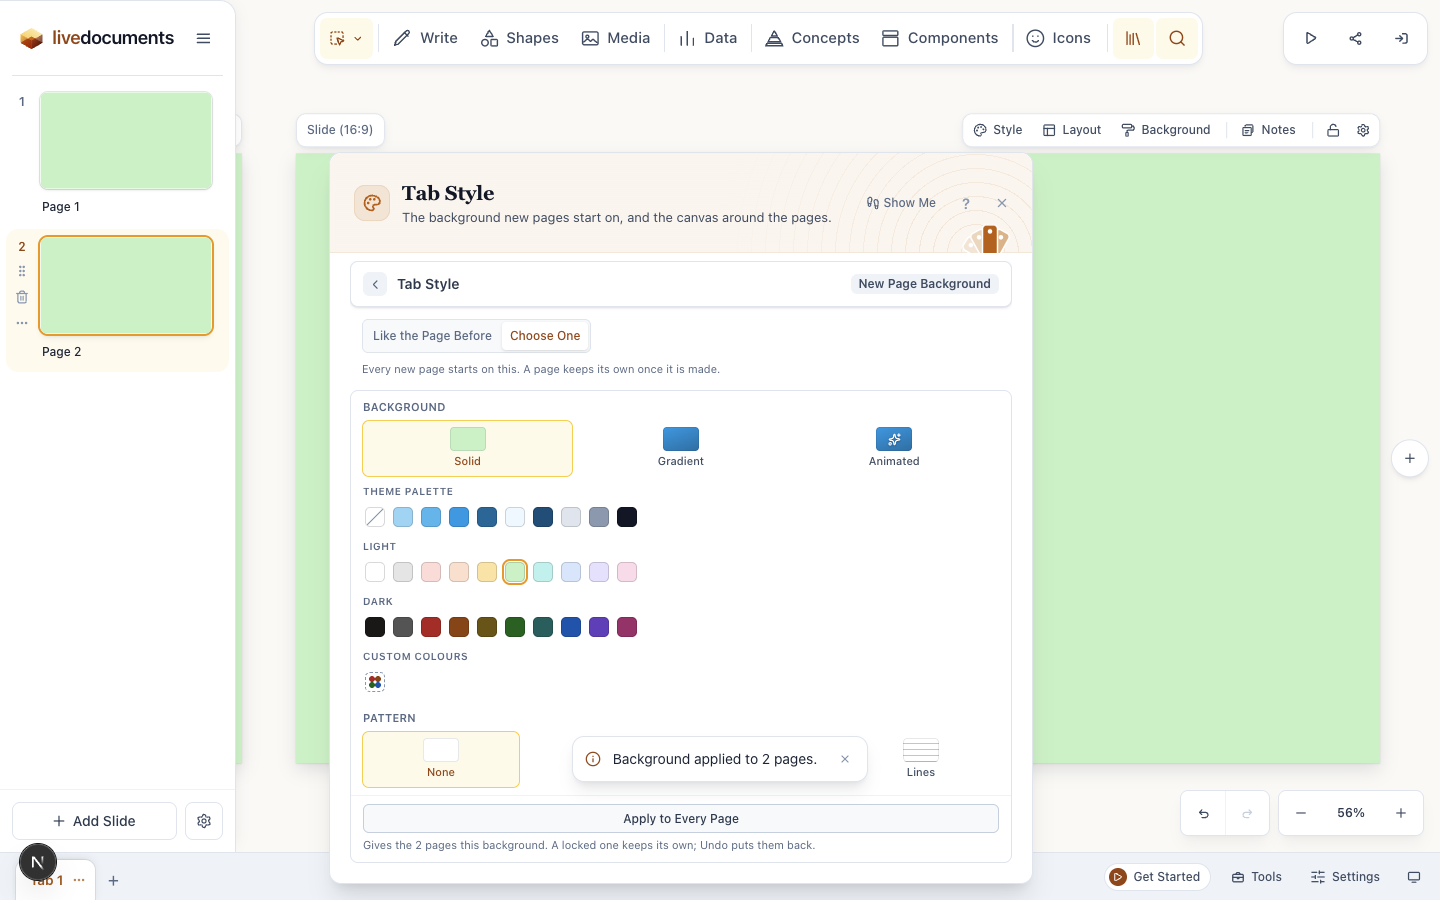 livedocuments
Write
Shapes
Media
Data
Concepts
Components
Icons
1
Page 1
2
Page 2
Slide (16:9)
Style
Layout
Background
Notes
Tab Style
The background new pages start on, and the canvas around the pages.
Show Me
?
Tab Style
New Page Background
Like the Page Before
Choose One
Every new page starts on this. A page keeps its own once it is made.
BACKGROUND
Solid
Gradient
Animated
THEME PALETTE
LIGHT
DARK
CUSTOM COLOURS
PATTERN
None
Lines
Background applied to 2 pages.
Apply to Every Page
Gives the 2 pages this background. A locked one keeps its own; Undo puts them back.
Add Slide
56%
N
Tab 1
Get Started
Tools
Settings